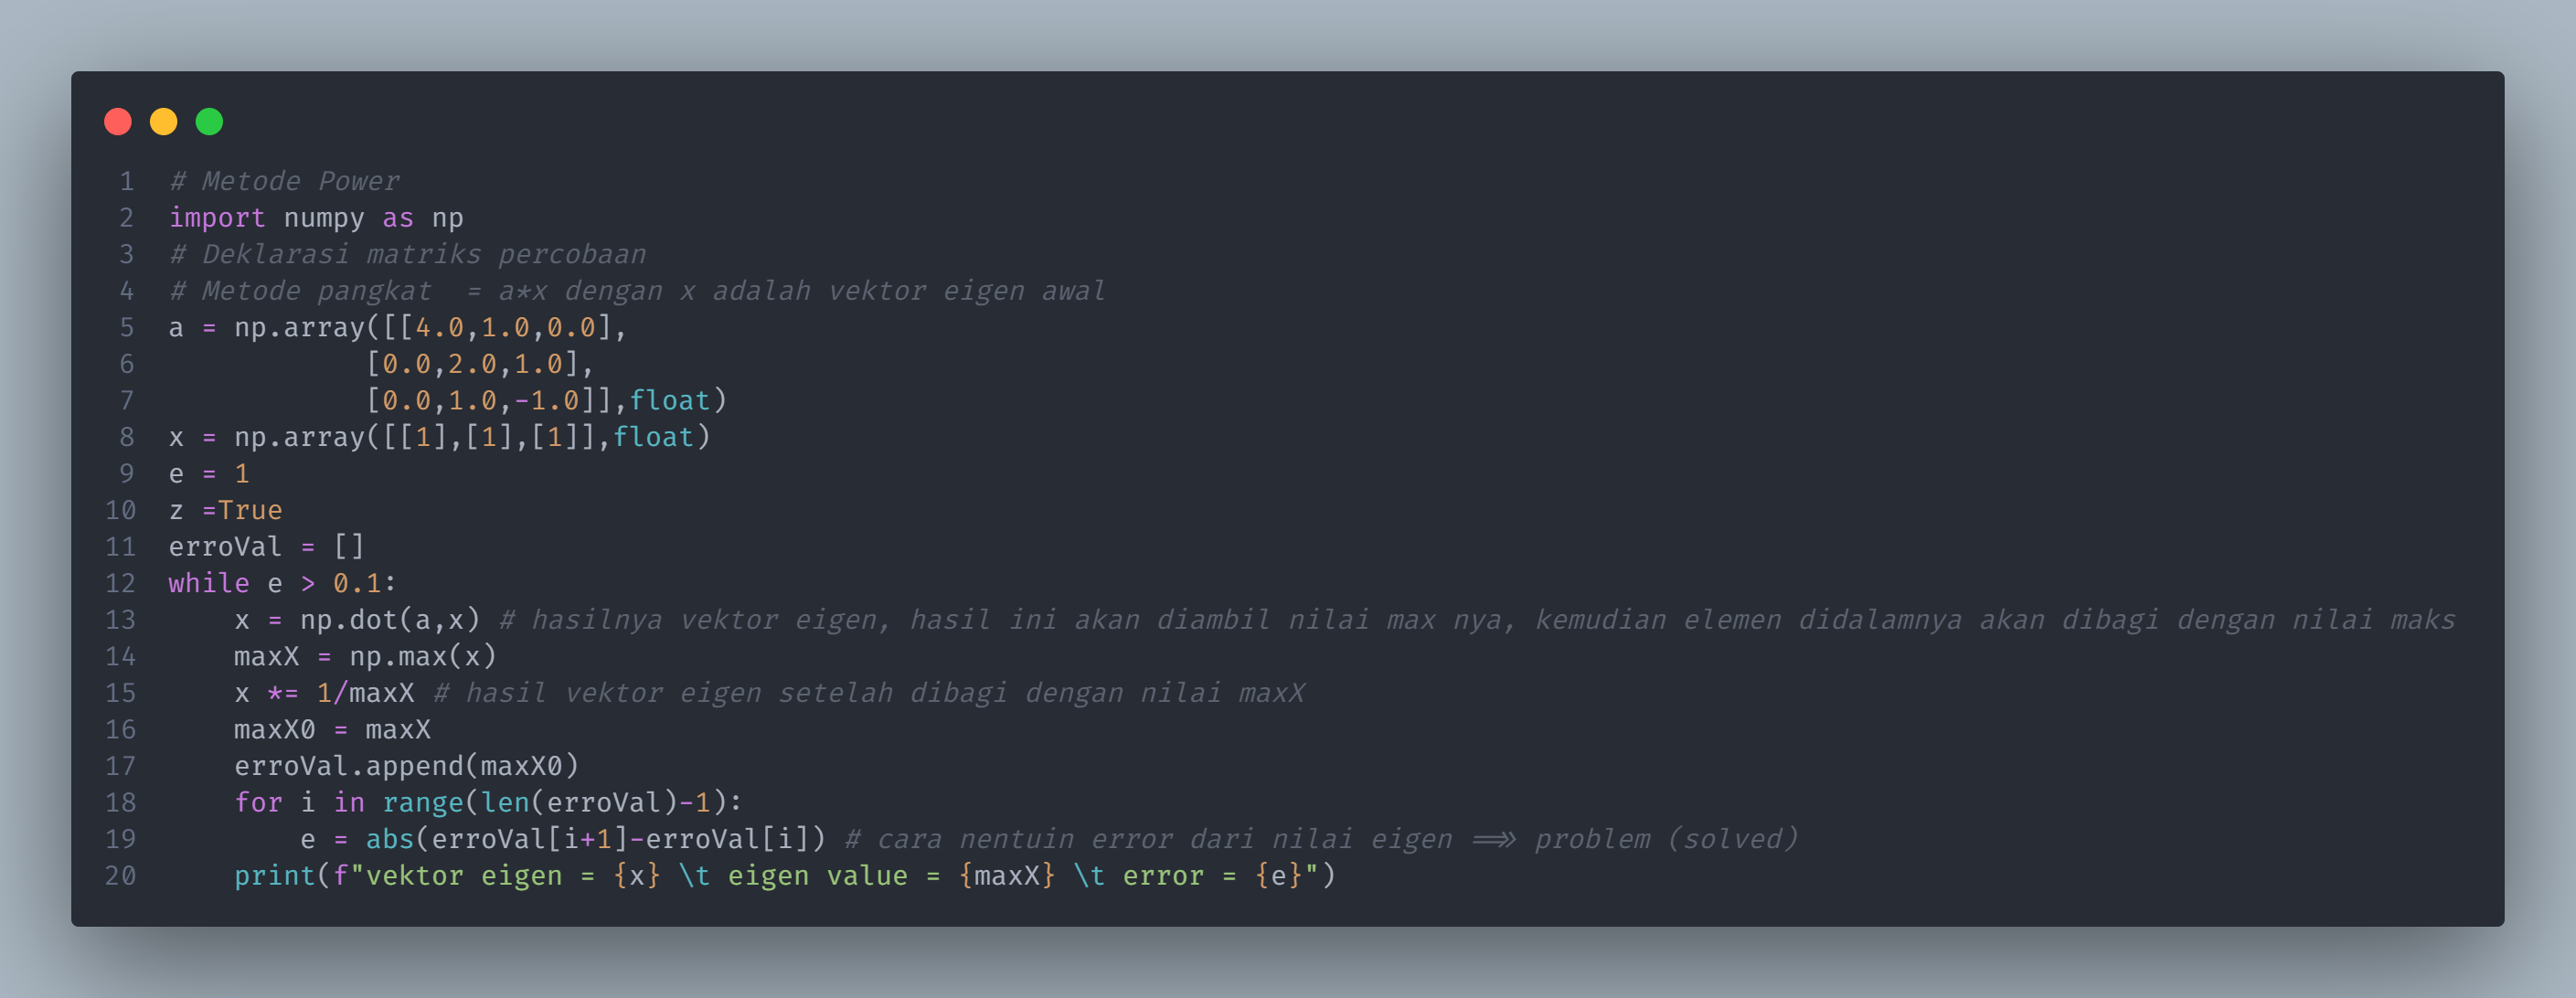 1 # Metode Power
2 import numpy as np
3 # Deklarasi matriks percobaan
4 # Metode pangkat  = a*x dengan x adalah vektor eigen awal
5 a = np.array([[4.0,1.0,0.0],
6             [0.0,2.0,1.0],
7             [0.0,1.0,-1.0]],float)
8 x = np.array([[1],[1],[1]],float)
9 e = 1
10 z =True
11 erroVal = []
12 while e > 0.1:
13     x = np.dot(a,x) # hasilnya vektor eigen, hasil ini akan diambil nilai max nya, kemudian elemen didalamnya akan dibagi dengan nilai maks
14     maxX = np.max(x)
15     x *= 1/maxX # hasil vektor eigen setelah dibagi dengan nilai maxX
16     maxX0 = maxX
17     erroVal.append(maxX0)
18     for i in range(len(erroVal)-1):
19         e = abs(erroVal[i+1]-erroVal[i]) # cara nentuin error dari nilai eigen ==>> problem (solved)
20     print(f"vektor eigen = {x} \t eigen value = {maxX} \t error = {e}")